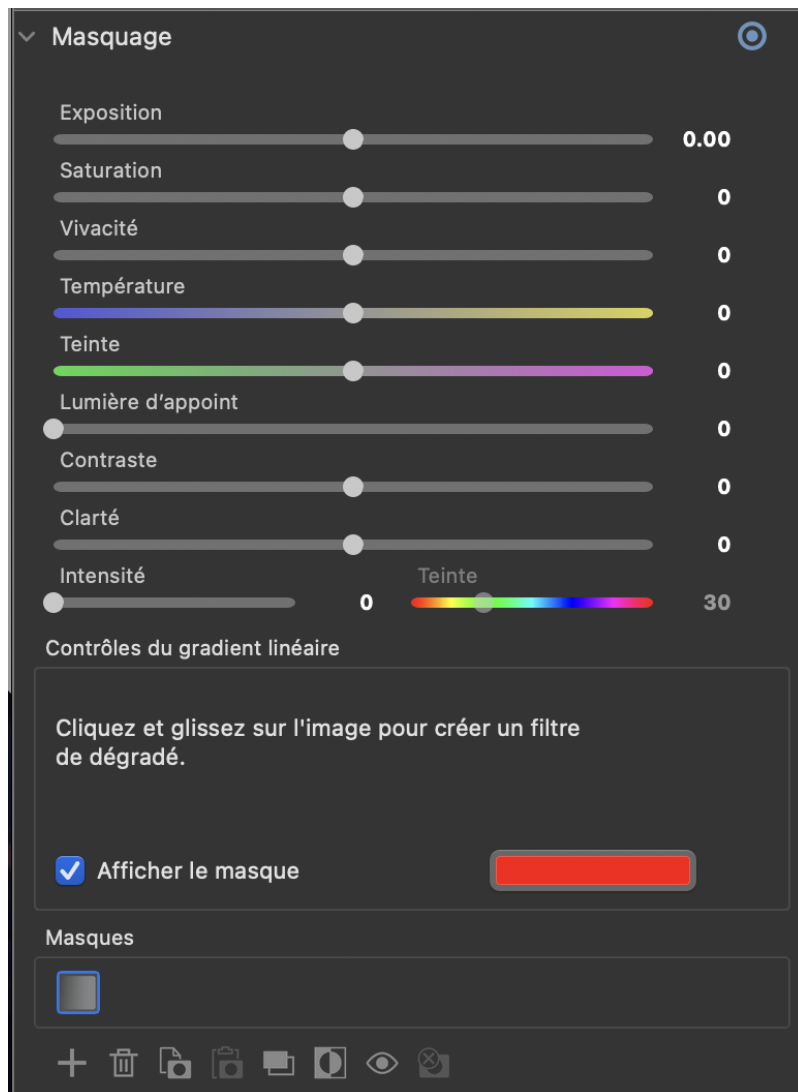 Masquage
Exposition
0.00
Saturation
0
Vivacité
0
Température
0
Teinte
0
Lumière d’appoint
0
Contraste
0
Clarté
0
Intensité Teinte
0 30
Contrôles du gradient linéaire
Cliquez et glissez sur l'image pour créer un filtre
de dégradé.
Afficher le masque
Masques